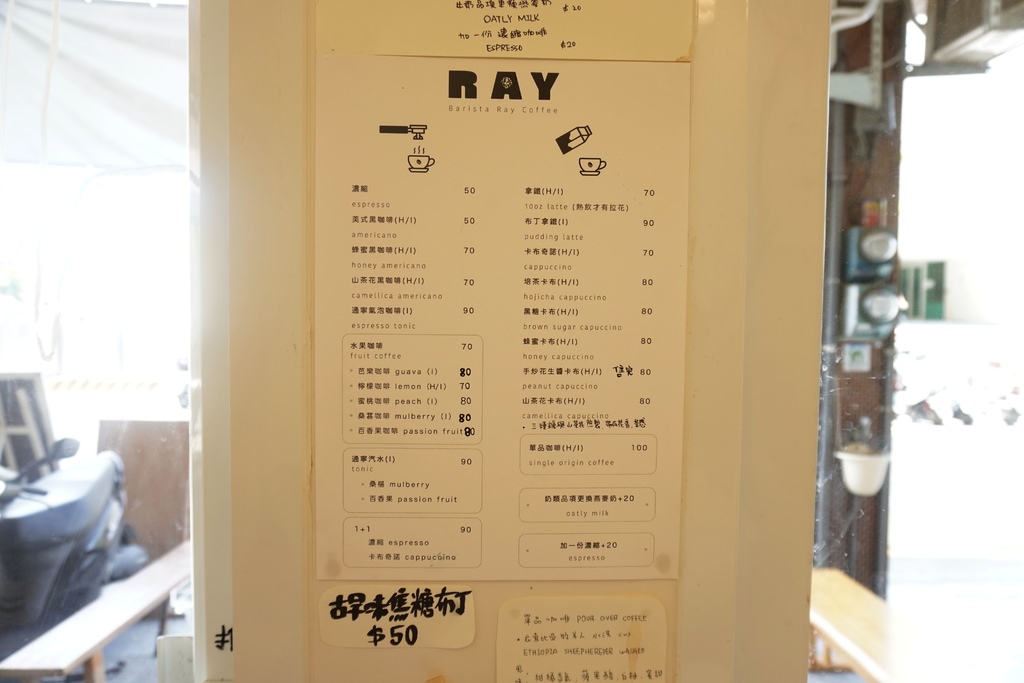 OATLY MILK
加一份濃縮咖啡
ESPRESSO $20
RAY
Barista Ray Coffee
濃縮 50
espresso
美式黑咖啡(H/I) 50
americano
蜂蜜黑咖啡(H/I) 70
honey americano
山茶花黑咖啡(H/I) 70
camellica americano
通寧氣泡咖啡(I) 90
espresso tonic
水果咖啡 70
fruit coffee
芭樂咖啡 guava (I) 80
檸檬咖啡 lemon (H/I) 70
蜜桃咖啡 peach (I) 80
桑葚咖啡 mulberry (I) 80
百香果咖啡 passion fruit 80
通寧汽水(I) 90
tonic
桑椹 mulberry
百香果 passion fruit
1+1 90
濃縮 espresso
卡布奇諾 cappuccino
拿鐵(H/I) 70
10oz latte (熱飲才有拉花)
布丁拿鐵(I) 90
pudding latte
卡布奇諾(H/I) 70
cappuccino
培茶卡布(H/I) 80
hojicha cappuccino
黑糖卡布(H/I) 80
brown sugar capuccino
蜂蜜卡布(H/I) 80
honey capuccino
手炒花生醬卡布(H/I) 售完 80
peanut capuccino
山茶花卡布(H/I) 80
camellica capuccino
單品咖啡(H/I) 100
single origin coffee
奶類品項更換燕麥奶+20
oatly milk
加一份濃縮+20
espresso
古早味焦糖布丁
$50
單品咖啡 POUR OVER COFFEE
ETHIOPIA SHEEPHERDER WASHED